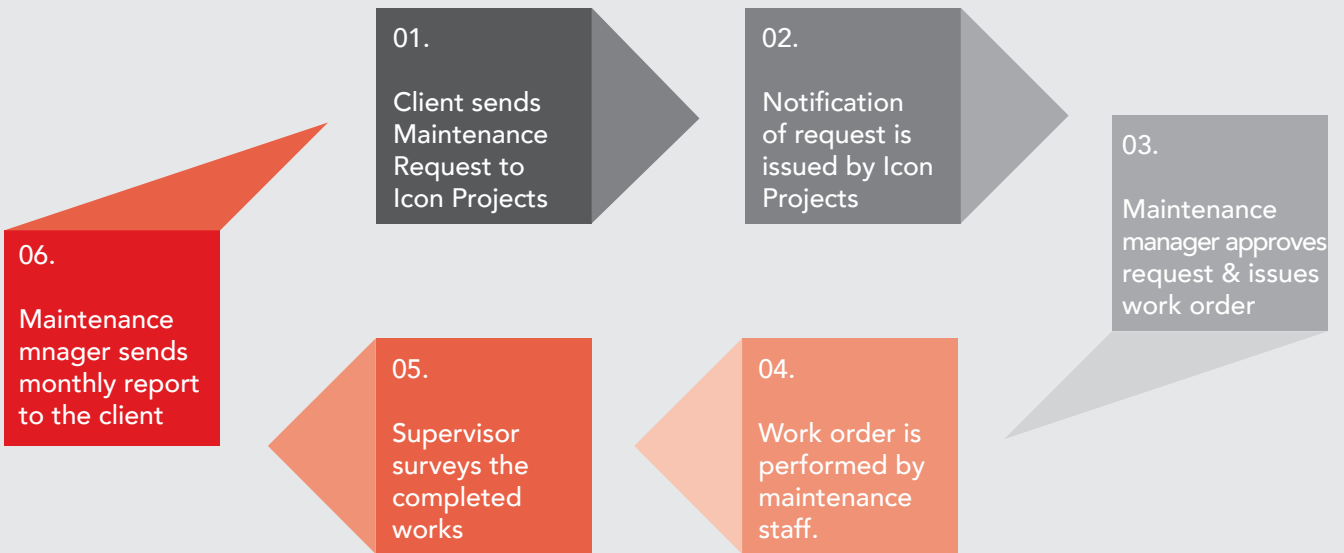 01.
Client sends
Maintenance
Request to
Icon Projects
02.
Notification
of request is
issued by Icon
Projects
03.
Maintenance
manager approves
request & issues
work order
04.
Work order is
performed by
maintenance
staff.
05.
Supervisor
surveys the
completed
works
06.
Maintenance
mnager sends
monthly report
to the client